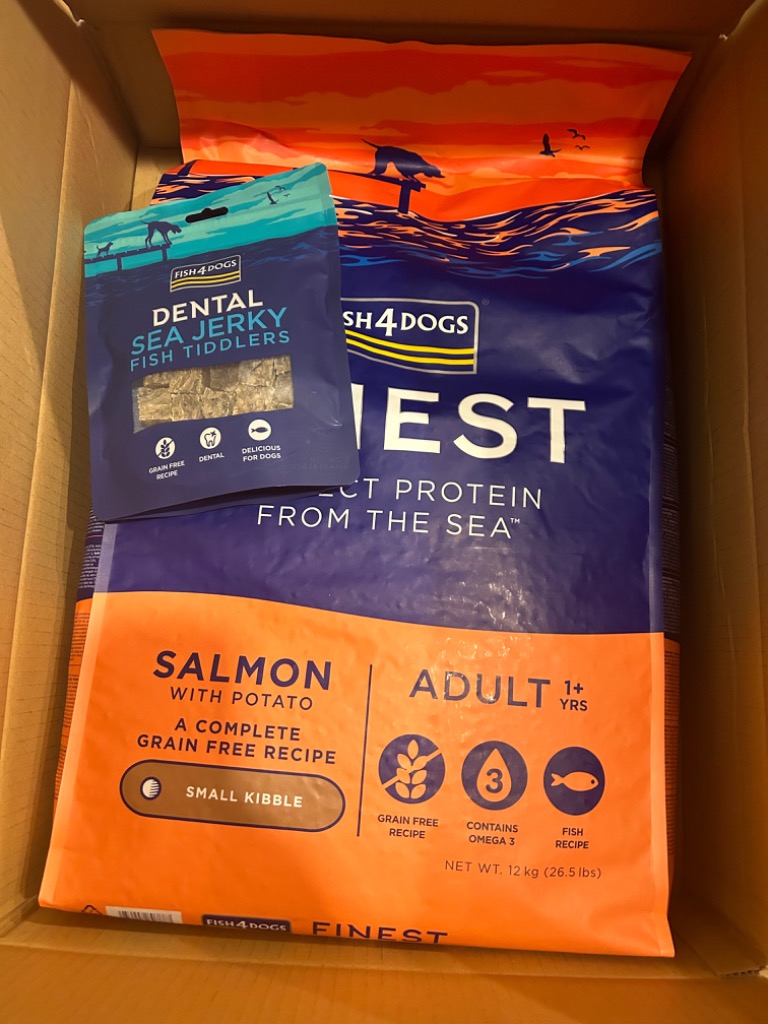 FISH4DOGS
DENTAL
SEA JERKY
FISH TIDDLERS
GRAIN FREE
RECIPE
DENTAL
DELICIOUS
FOR DOGS
SH4DOGS
EST
CT PROTEIN
FROM THE SEA™
SALMON
WITH POTATO
A COMPLETE
GRAIN FREE RECIPE
SMALL KIBBLE
ADULT 1+
YRS
3
GRAIN FREE
RECIPE
CONTAINS
OMEGA 3
FISH
RECIPE
NET WT. 12 kg (26.5 lbs)
FISH4DOGS FINEST